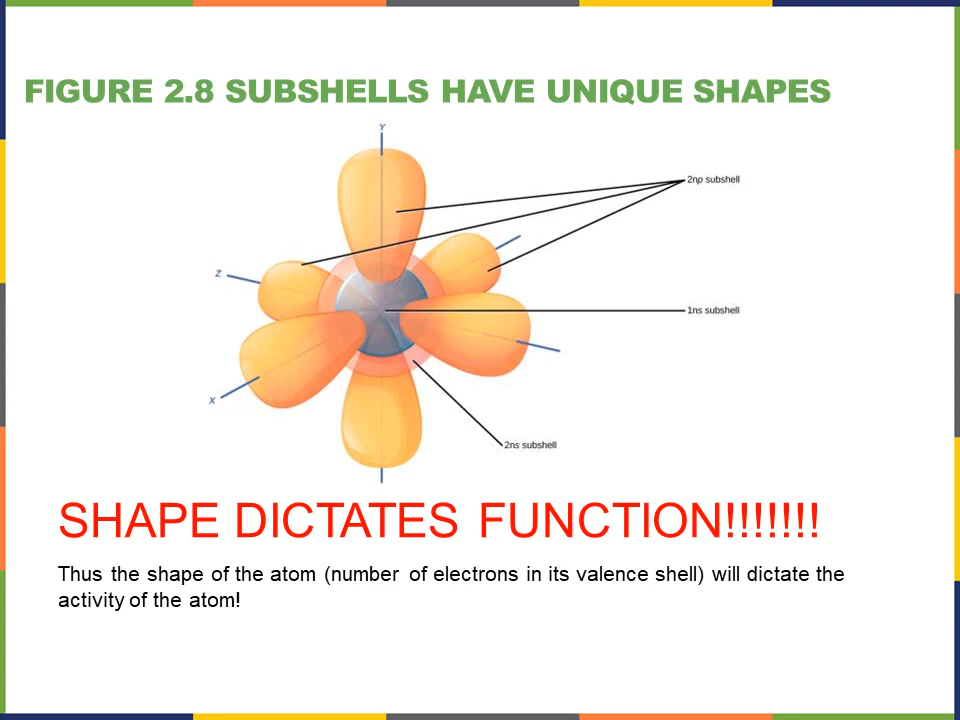 FIGURE 2.8 SUBSHELLS HAVE UNIQUE SHAPES
Y
2np subshell
Z
1ns subshell
X
2ns subshell
SHAPE DICTATES FUNCTION!!!!!!!
Thus the shape of the atom (number of electrons in its valence shell) will dictate the
activity of the atom!